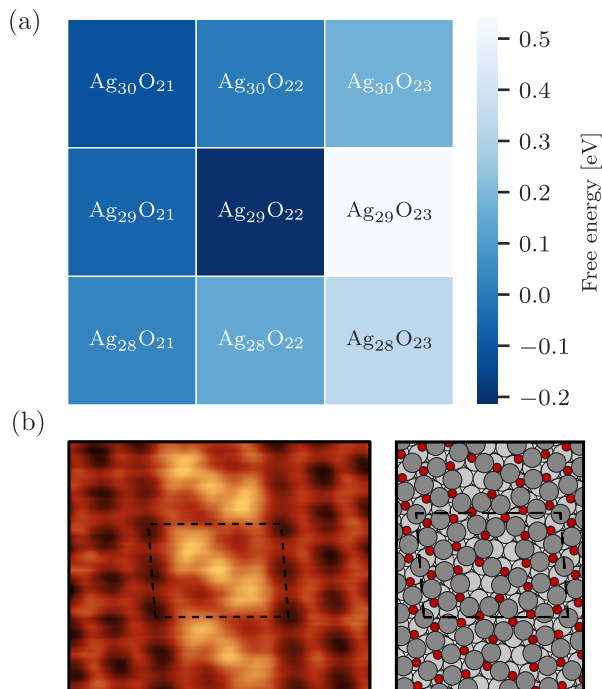 (a)
Ag₃₀O₂₁ Ag₃₀O₂₂ Ag₃₀O₂₃
Ag₂₉O₂₁ Ag₂₉O₂₂ Ag₂₉O₂₃
Ag₂₈O₂₁ Ag₂₈O₂₂ Ag₂₈O₂₃
0.5
0.4
0.3
0.2
0.1
0.0
−0.1
−0.2
Free energy [eV]
(b)